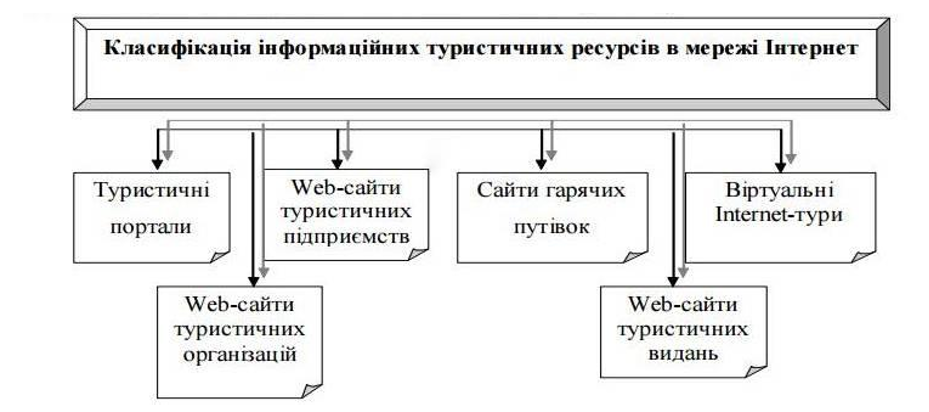 Класифікація інформаційних туристичних ресурсів в мережі Інтернет
Туристичні
портали
Web-сайти
туристичних
підприємств
Сайти гарячих
путівок
Віртуальні
Internet-тури
Web-сайти
туристичних
організацій
Web-сайти
туристичних
видань